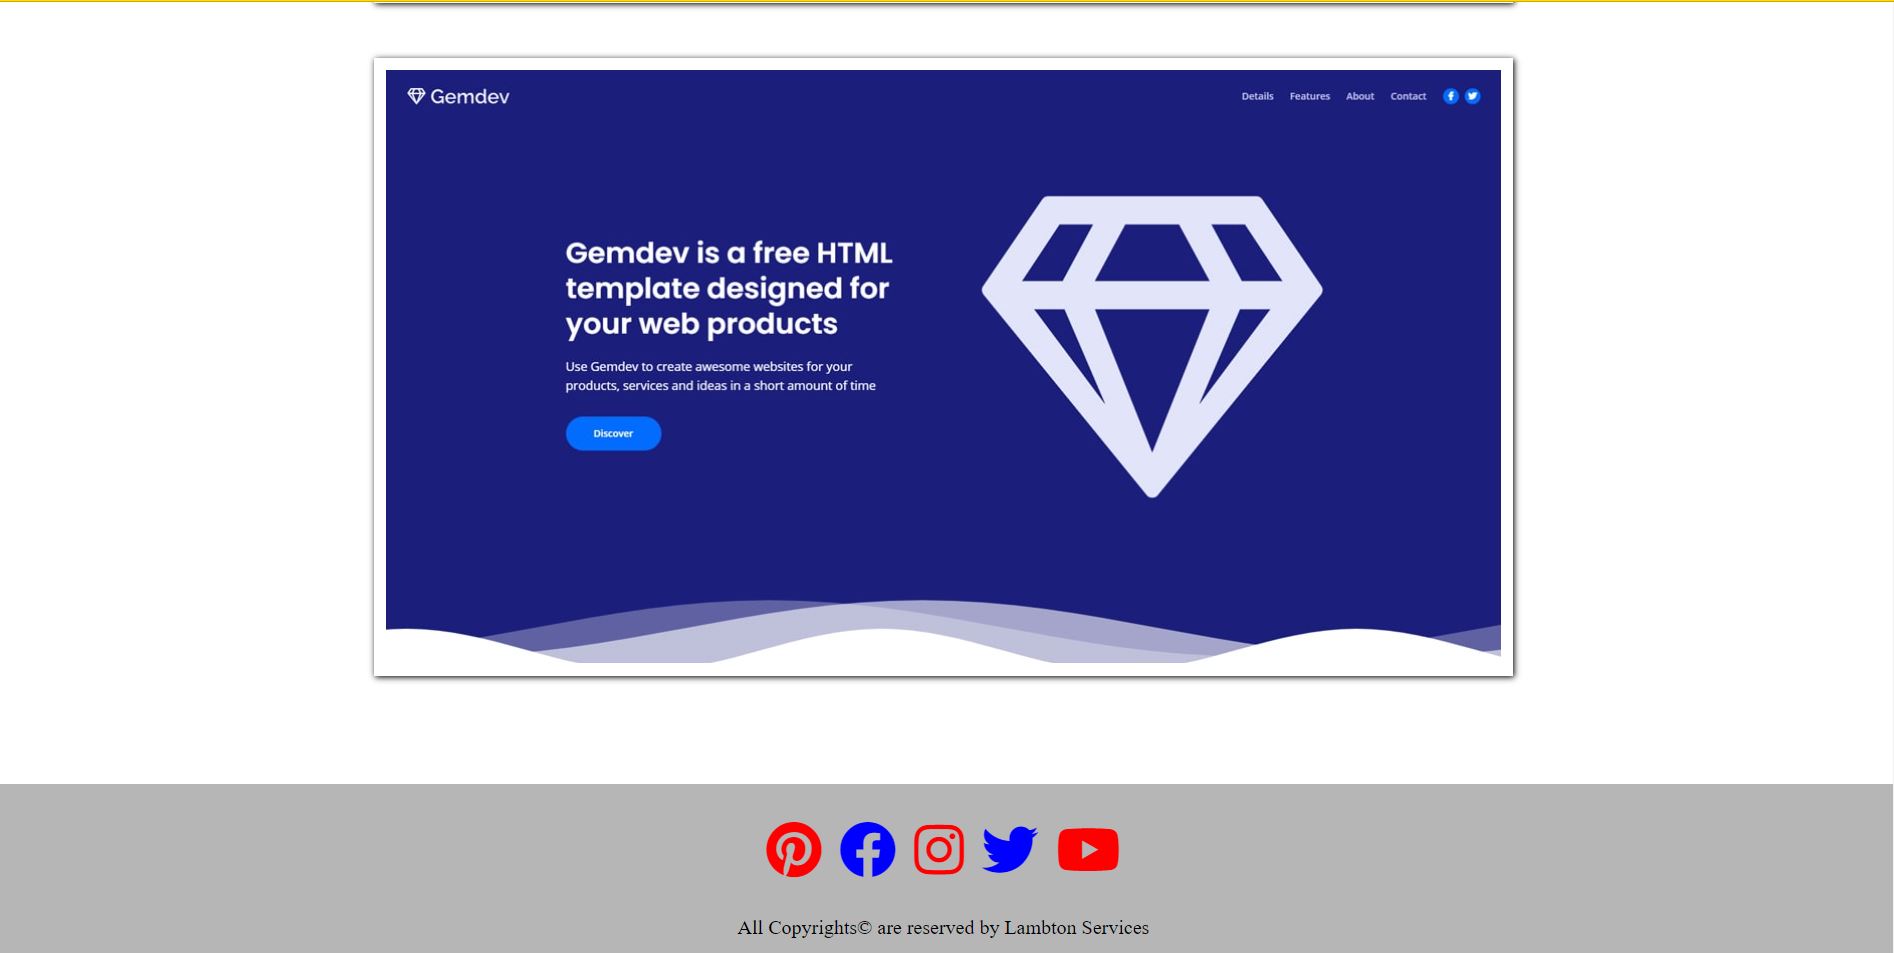 Gemdev
Details Features About Contact
Gemdev is a free HTML
template designed for
your web products
Use Gemdev to create awesome websites for your
products, services and ideas in a short amount of time
Discover
All Copyrights© are reserved by Lambton Services